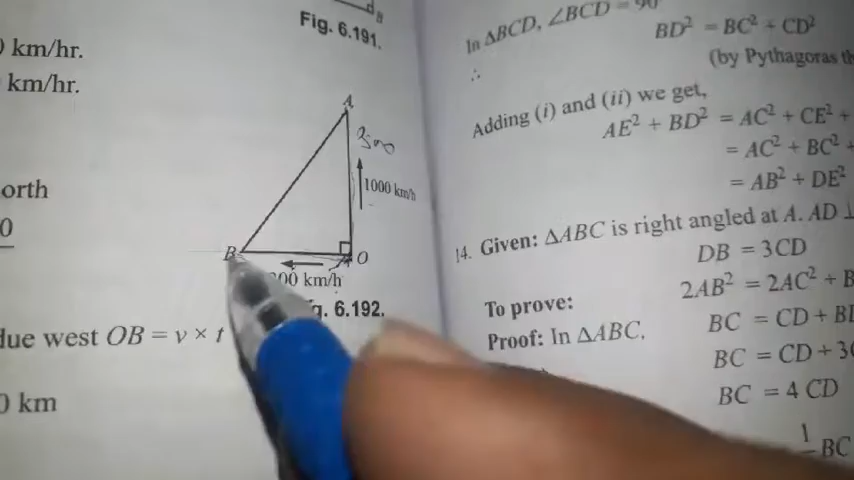 B
Fig. 6.191.
km/hr.
km/hr.
A
1000 km/h
orth
0
B
O
00 km/h
6.192.
due west OB = v × t
0 km
In ΔBCD, ∠BCD = 90
BD² = BC² + CD²
(by Pythagoras th
∴
Adding (i) and (ii) we get,
AE² + BD² = AC² + CE² +
= AC² + BC² +
= AB² + DE²
14. Given: ΔABC is right angled at A. AD ⊥
DB = 3CD
To prove:
2AB² = 2AC² + B
Proof: In ΔABC,
BC = CD + BD
BC = CD + 3
BC = 4 CD
1
BC